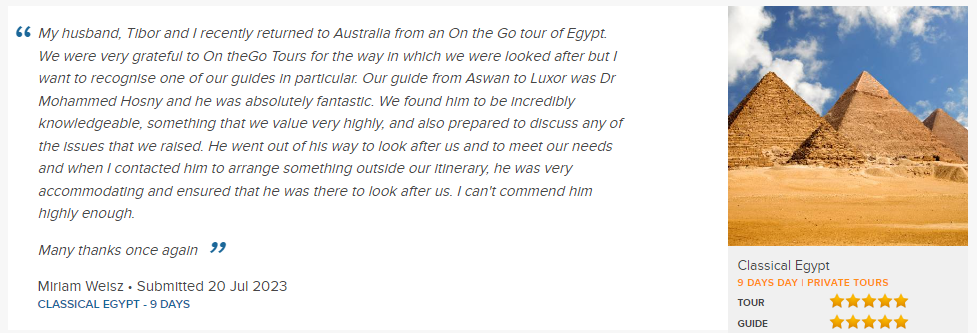 “ My husband, Tibor and I recently returned to Australia from an On the Go tour of Egypt.
We were very grateful to On theGo Tours for the way in which we were looked after but I
want to recognise one of our guides in particular. Our guide from Aswan to Luxor was Dr
Mohammed Hosny and he was absolutely fantastic. We found him to be incredibly
knowledgeable, something that we value very highly, and also prepared to discuss any of
the issues that we raised. He went out of his way to look after us and to meet our needs
and when I contacted him to arrange something outside our itinerary, he was very
accommodating and ensured that he was there to look after us. I can't commend him
highly enough.
Many thanks once again ”
Miriam Weisz • Submitted 20 Jul 2023
CLASSICAL EGYPT - 9 DAYS
Classical Egypt
9 DAYS DAY | PRIVATE TOURS
TOUR
GUIDE